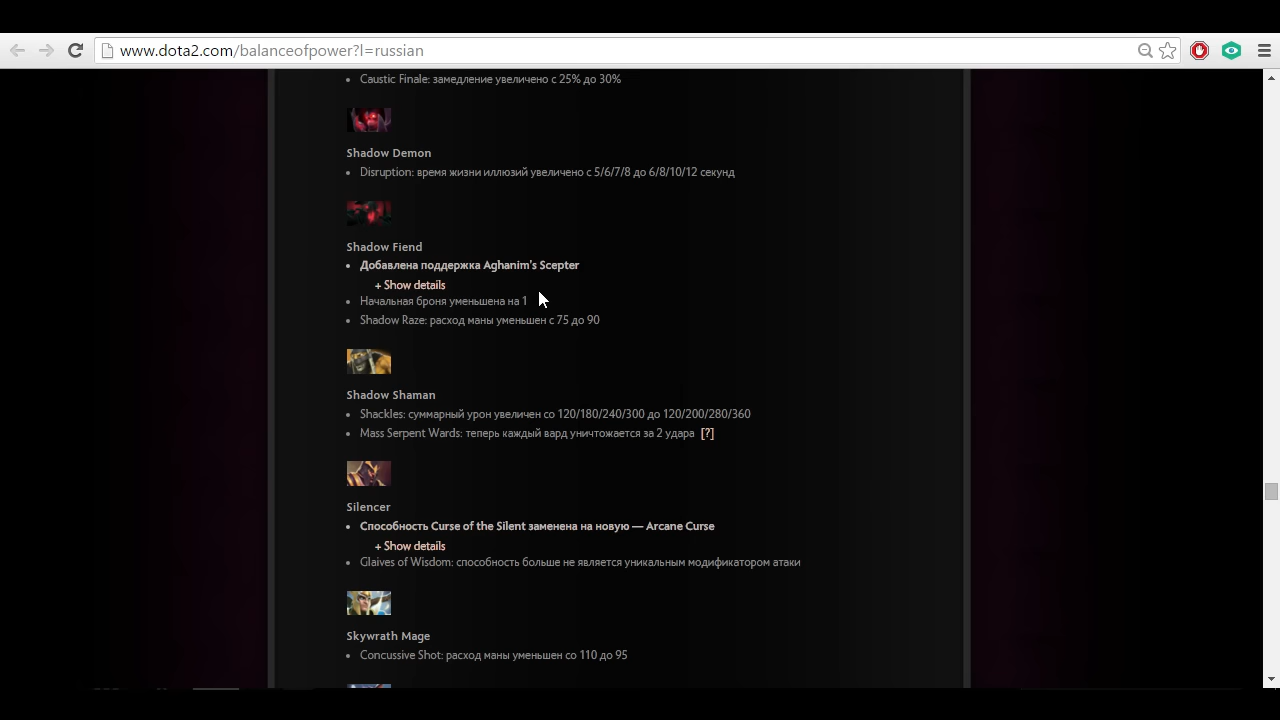 www.dota2.com/balanceofpower?l=russian
• Caustic Finale: замедление увеличено с 25% до 30%
Shadow Demon
• Disruption: время жизни иллюзий увеличено с 5/6/7/8 до 6/8/10/12 секунд
Shadow Fiend
• Добавлена поддержка Aghanim's Scepter
+ Show details
• Начальная броня уменьшена на 1
• Shadow Raze: расход маны уменьшен с 75 до 90
Shadow Shaman
• Shackles: суммарный урон увеличен со 120/180/240/300 до 120/200/280/360
• Mass Serpent Wards: теперь каждый вард уничтожается за 2 удара [?]
Silencer
• Способность Curse of the Silent заменена на новую — Arcane Curse
+ Show details
• Glaives of Wisdom: способность больше не является уникальным модификатором атаки
Skywrath Mage
• Concussive Shot: расход маны уменьшен со 110 до 95